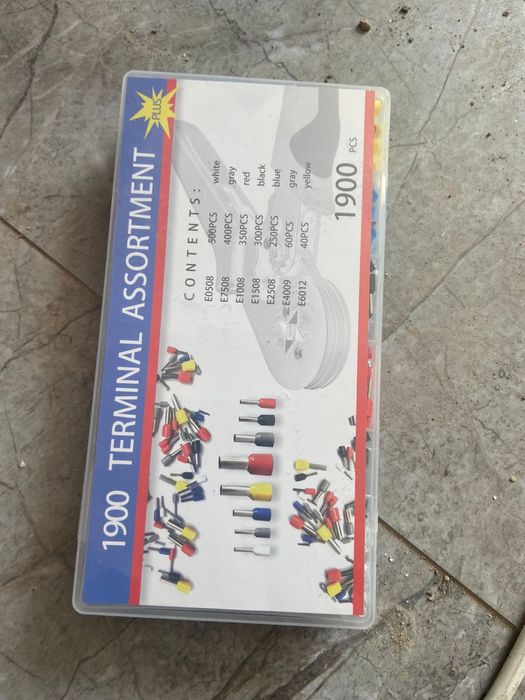 PLUS
1900 TERMINAL ASSORTMENT
CONTENTS:
E0508 500PCS white
E7508 400PCS gray
E1008 350PCS red
E1508 300PCS black
E2508 250PCS blue
E4009 60PCS gray
E6012 40PCS yellow
1900 PCS